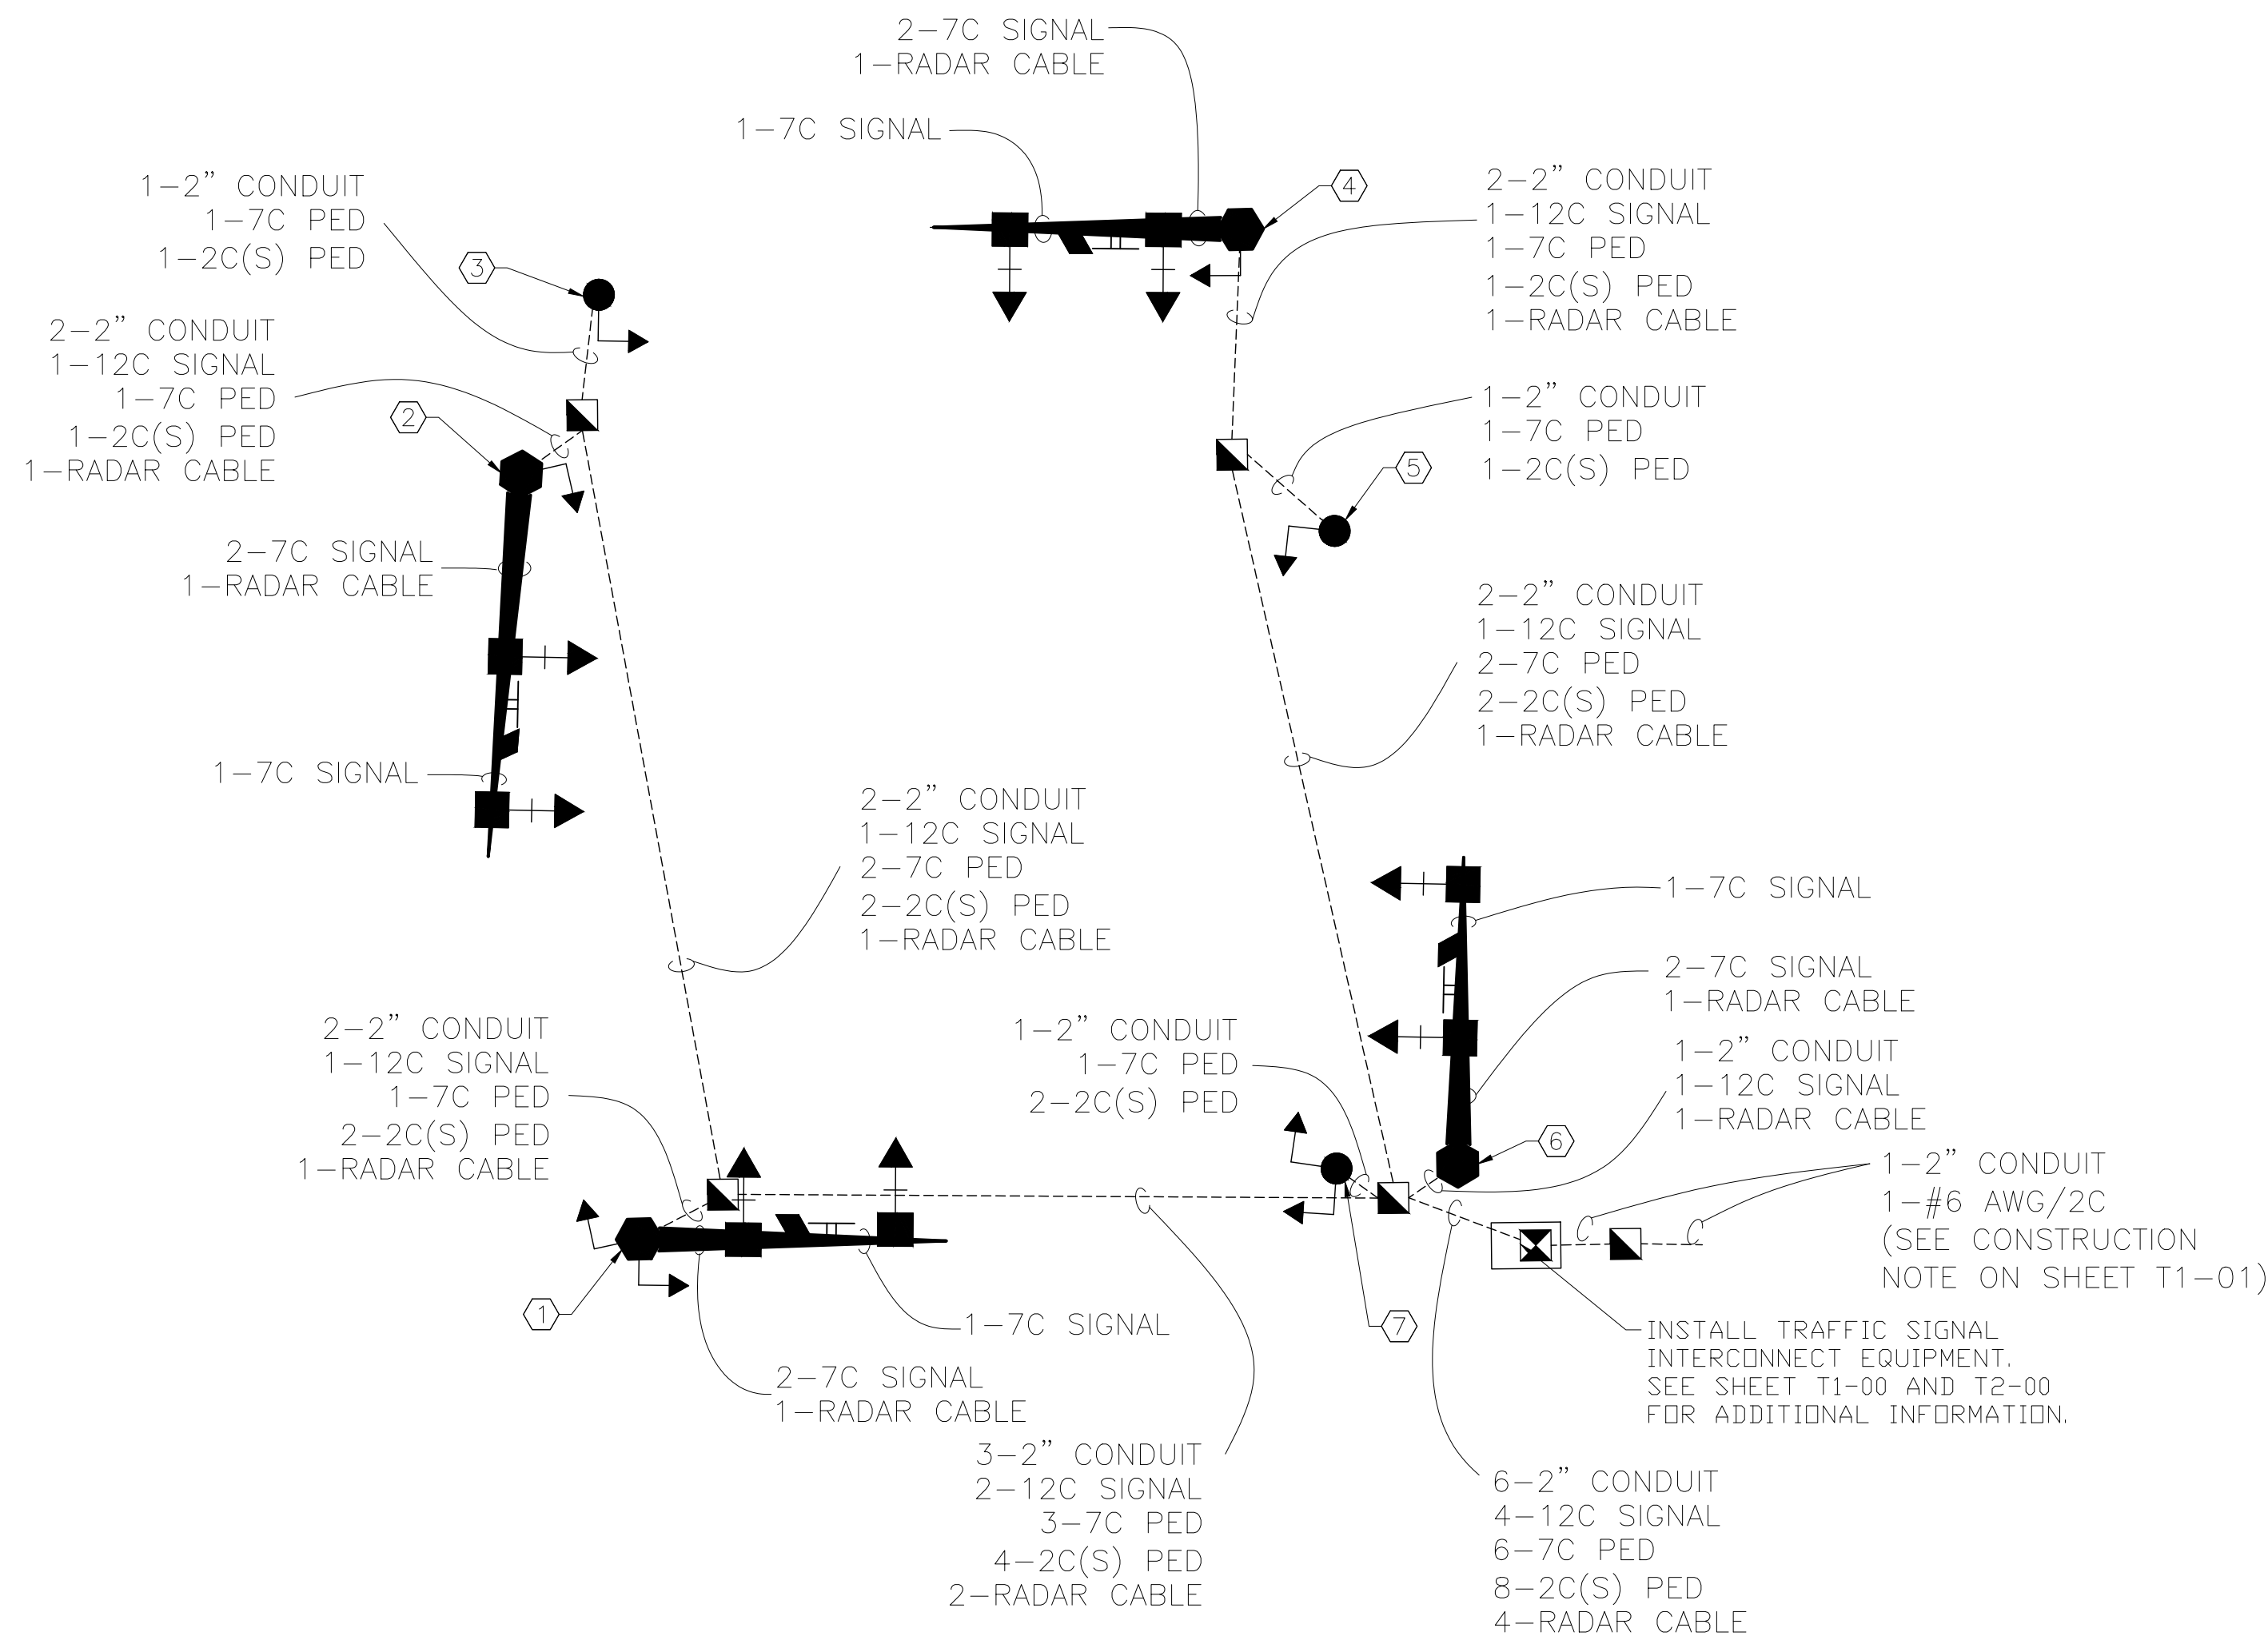 2-7C SIGNAL
1-RADAR CABLE
1-7C SIGNAL
1-2" CONDUIT
1-7C PED
1-2C(S) PED
3
4
2-2" CONDUIT
1-12C SIGNAL
1-7C PED
1-2C(S) PED
1-RADAR CABLE
2-2" CONDUIT
1-12C SIGNAL
1-7C PED
1-2C(S) PED
1-RADAR CABLE
2
1-2" CONDUIT
1-7C PED
1-2C(S) PED
5
2-7C SIGNAL
1-RADAR CABLE
2-2" CONDUIT
1-12C SIGNAL
2-7C PED
2-2C(S) PED
1-RADAR CABLE
1-7C SIGNAL
2-2" CONDUIT
1-12C SIGNAL
2-7C PED
2-2C(S) PED
1-RADAR CABLE
1-7C SIGNAL
2-7C SIGNAL
1-RADAR CABLE
2-2" CONDUIT
1-12C SIGNAL
1-7C PED
2-2C(S) PED
1-RADAR CABLE
1-2" CONDUIT
1-7C PED
2-2C(S) PED
1-2" CONDUIT
1-12C SIGNAL
1-RADAR CABLE
6
1-2" CONDUIT
1-#6 AWG/2C
(SEE CONSTRUCTION
NOTE ON SHEET T1-01)
1
7
1-7C SIGNAL
INSTALL TRAFFIC SIGNAL
INTERCONNECT EQUIPMENT.
SEE SHEET T1-00 AND T2-00
FOR ADDITIONAL INFORMATION.
2-7C SIGNAL
1-RADAR CABLE
3-2" CONDUIT
2-12C SIGNAL
3-7C PED
4-2C(S) PED
2-RADAR CABLE
6-2" CONDUIT
4-12C SIGNAL
6-7C PED
8-2C(S) PED
4-RADAR CABLE